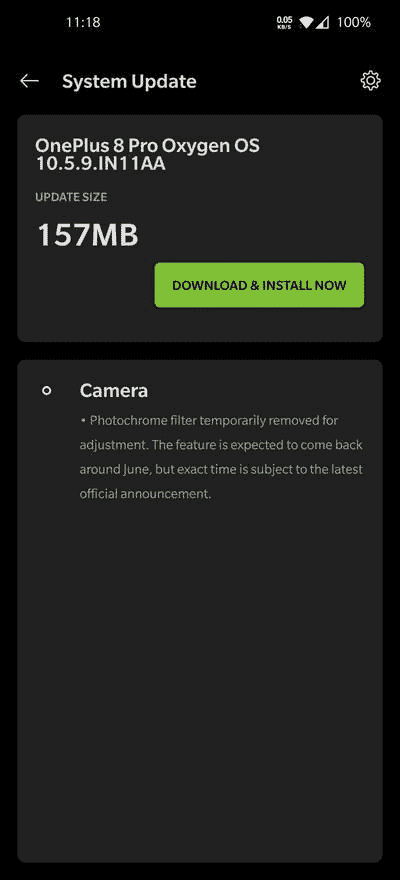 11:18
0.05
KB/S
100%
System Update
OnePlus 8 Pro Oxygen OS
10.5.9.IN11AA
UPDATE SIZE
157MB
DOWNLOAD & INSTALL NOW
Camera
• Photochrome filter temporarily removed for
adjustment. The feature is expected to come back
around June, but exact time is subject to the latest
official announcement.